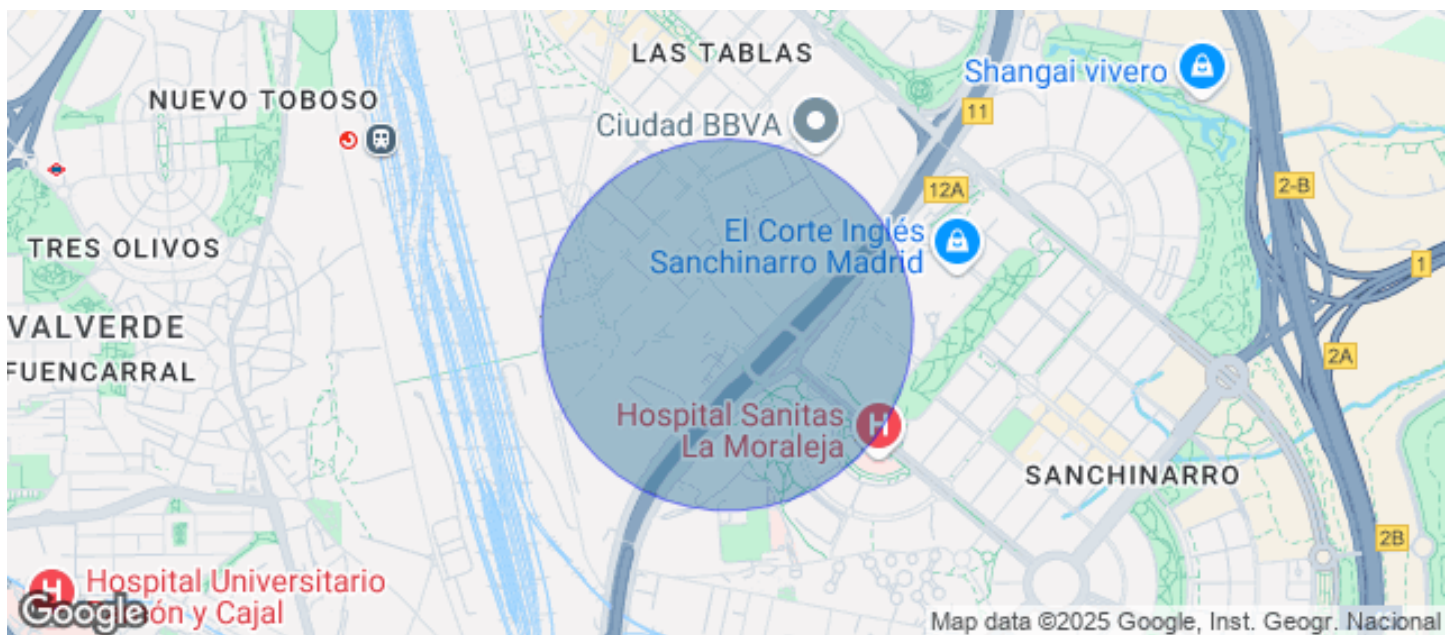 LAS TABLAS
Shangai vivero
NUEVO TOBOSO
Ciudad BBVA
11
12A
2-B
TRES OLIVOS
El Corte Inglés
Sanchinarro Madrid
1
VALVERDE
FUENCARRAL
2A
Hospital Sanitas
La Moraleja
H
SANCHINARRO
2B
H
Hospital Universitario
ón y Cajal
Google
Map data ©2025 Google, Inst. Geogr. Nacional